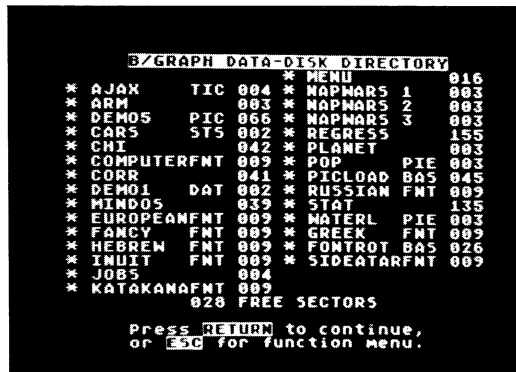 B/GRAPH DATA-DISK DIRECTORY
* MENU 016
* AJAX TIC 004 * NAPWARS 1 003
* ARM 003 * NAPWARS 2 003
* DEMO5 PIC 066 * NAPWARS 3 003
* CARS STS 002 * REGRESS 155
* CHI 042 * PLANET 003
* COMPUTERFNT 009 * POP PIE 003
* CORR 041 * PICLOAD BAS 045
* DEMO1 DAT 002 * RUSSIAN FNT 009
* MINDOS 039 * STAT 135
* EUROPEANFNT 009 * WATERL PIE 003
* FANCY FNT 009 * GREEK FNT 009
* HEBREW FNT 009 * FONTROT BAS 026
* INUIT FNT 009 * SIDEATARFNT 009
* JOBS 004
* KATAKANAFNT 009
028 FREE SECTORS
Press RETURN to continue,
or ESC for function menu.